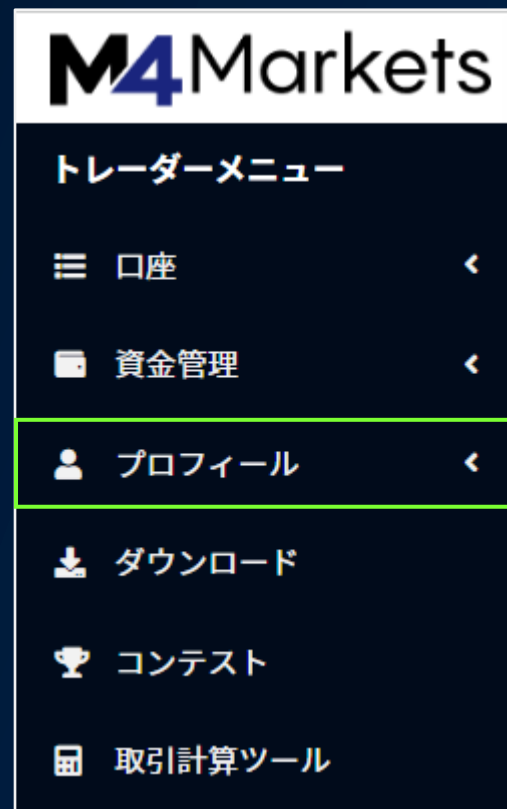 M4Markets
トレーダーメニュー
口座
資金管理
プロフィール
ダウンロード
コンテスト
取引計算ツール